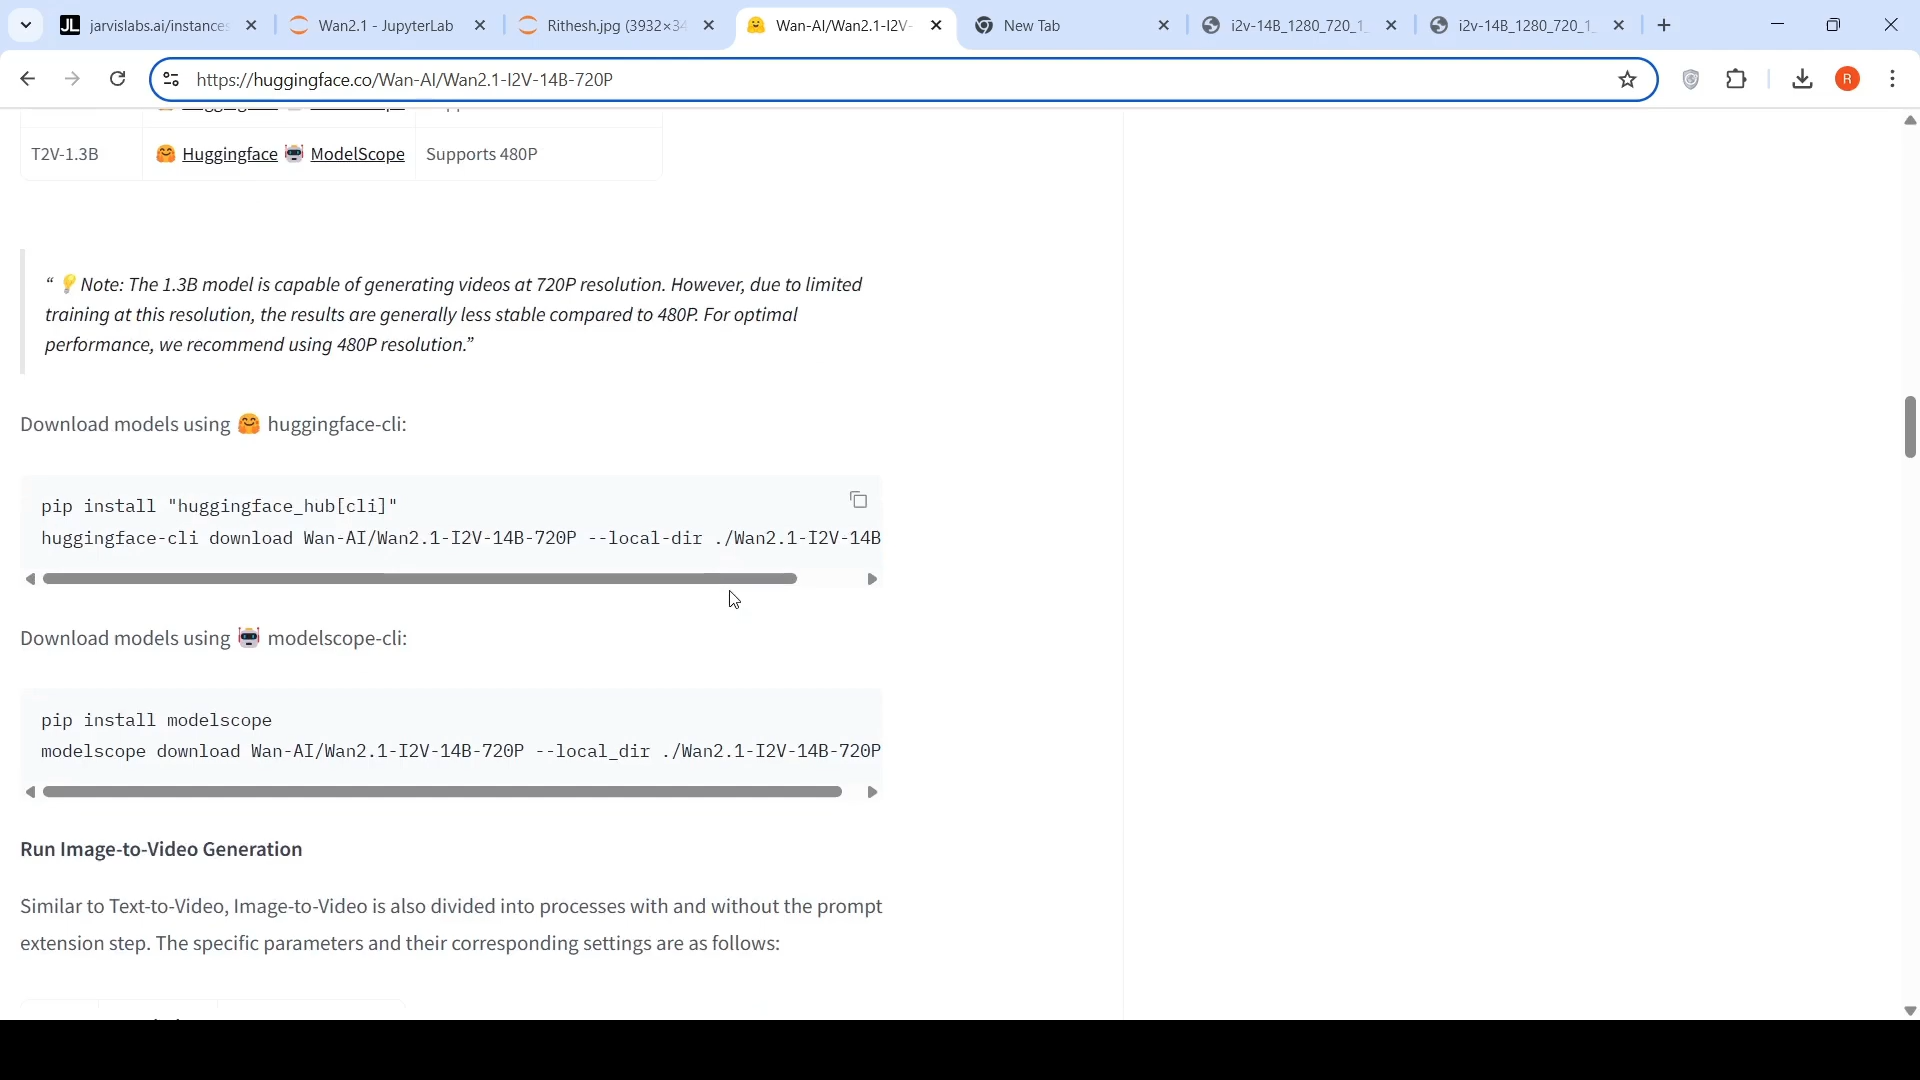 jarvislabs.ai/instances
Wan2.1 - JupyterLab
Rithesh.jpg (3932×34
Wan-AI/Wan2.1-I2V-
New Tab
i2v-14B_1280_720_1_
i2v-14B_1280_720_1_
https://huggingface.co/Wan-AI/Wan2.1-I2V-14B-720P
R
T2V-1.3B 🤗 Huggingface 🤖 ModelScope Supports 480P
“ 💡Note: The 1.3B model is capable of generating videos at 720P resolution. However, due to limited
training at this resolution, the results are generally less stable compared to 480P. For optimal
performance, we recommend using 480P resolution.”
Download models using 🤗 huggingface-cli:
pip install "huggingface_hub[cli]"
huggingface-cli download Wan-AI/Wan2.1-I2V-14B-720P --local-dir ./Wan2.1-I2V-14B
Download models using 🤖 modelscope-cli:
pip install modelscope
modelscope download Wan-AI/Wan2.1-I2V-14B-720P --local_dir ./Wan2.1-I2V-14B-720P
Run Image-to-Video Generation
Similar to Text-to-Video, Image-to-Video is also divided into processes with and without the prompt
extension step. The specific parameters and their corresponding settings are as follows: